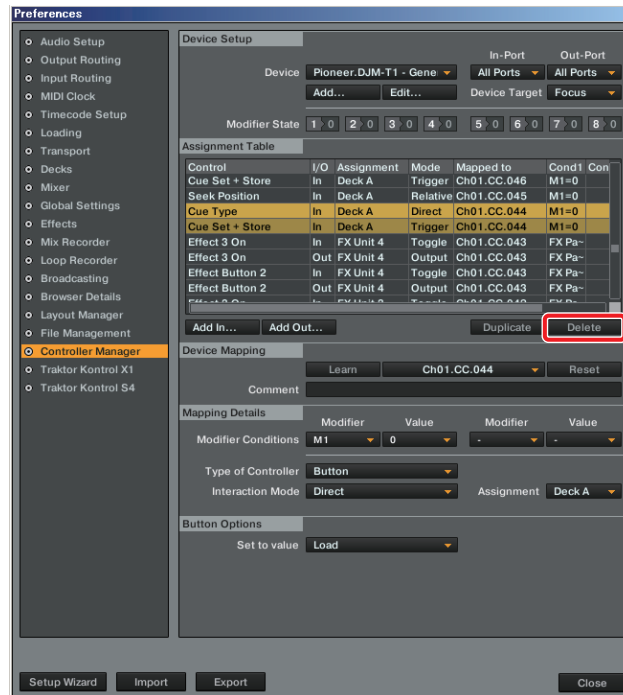 Preferences
Audio Setup
Output Routing
Input Routing
MIDI Clock
Timecode Setup
Loading
Transport
Decks
Mixer
Global Settings
Effects
Mix Recorder
Loop Recorder
Broadcasting
Browser Details
Layout Manager
File Management
Controller Manager
Traktor Kontrol X1
Traktor Kontrol S4
Device Setup
In-Port Out-Port
Device Pioneer.DJM-T1 - Gene All Ports All Ports
Add... Edit... Device Target Focus
Modifier State 1 0 2 0 3 0 4 0 5 0 6 0 7 0 8 0
Assignment Table
Control I/O Assignment Mode Mapped to Cond1 Con
Cue Set + Store In Deck A Trigger Ch01.CC.046 M1=0
Seek Position In Deck A Relative Ch01.CC.045 M1=0
Cue Type In Deck A Direct Ch01.CC.044 M1=0
Cue Set + Store In Deck A Trigger Ch01.CC.044 M1=0
Effect 3 On In FX Unit 4 Toggle Ch01.CC.043 FX Pa~
Effect 3 On Out FX Unit 4 Output Ch01.CC.043 FX Pa~
Effect Button 2 In FX Unit 4 Toggle Ch01.CC.043 FX Pa~
Effect Button 2 Out FX Unit 4 Output Ch01.CC.043 FX Pa~
Add In... Add Out... Duplicate Delete
Device Mapping
Learn Ch01.CC.044 Reset
Comment
Mapping Details
Modifier Value Modifier Value
Modifier Conditions M1 0 - -
Type of Controller Button
Interaction Mode Direct Assignment Deck A
Button Options
Set to value Load
Setup Wizard Import Export Close